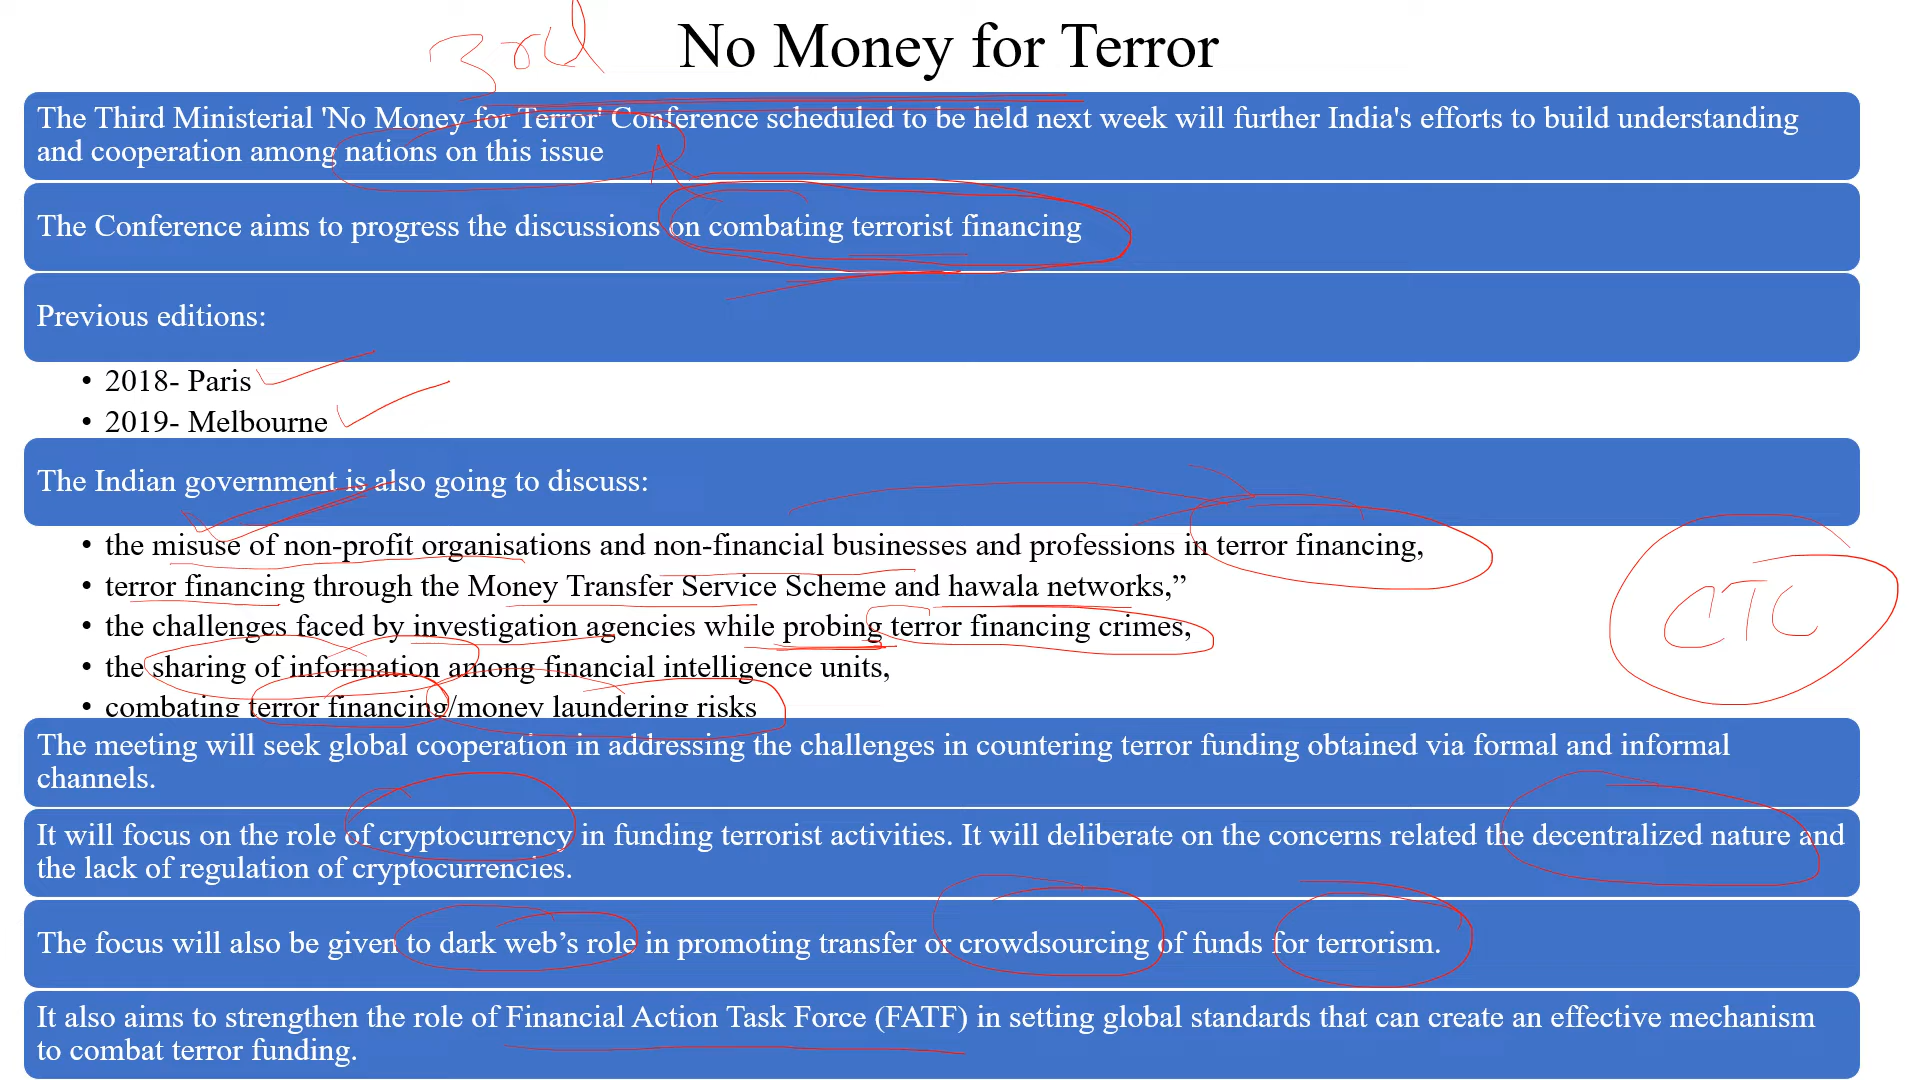 3rd
No Money for Terror
The Third Ministerial 'No Money for Terror' Conference scheduled to be held next week will further India's efforts to build understanding
and cooperation among nations on this issue
The Conference aims to progress the discussions on combating terrorist financing
Previous editions:
• 2018- Paris
• 2019- Melbourne
The Indian government is also going to discuss:
• the misuse of non-profit organisations and non-financial businesses and professions in terror financing,
• terror financing through the Money Transfer Service Scheme and hawala networks,”
• the challenges faced by investigation agencies while probing terror financing crimes,
CTC
• the sharing of information among financial intelligence units,
• combating terror financing/money laundering risks
The meeting will seek global cooperation in addressing the challenges in countering terror funding obtained via formal and informal
channels.
It will focus on the role of cryptocurrency in funding terrorist activities. It will deliberate on the concerns related the decentralized nature and
the lack of regulation of cryptocurrencies.
The focus will also be given to dark web’s role in promoting transfer or crowdsourcing of funds for terrorism.
It also aims to strengthen the role of Financial Action Task Force (FATF) in setting global standards that can create an effective mechanism
to combat terror funding.